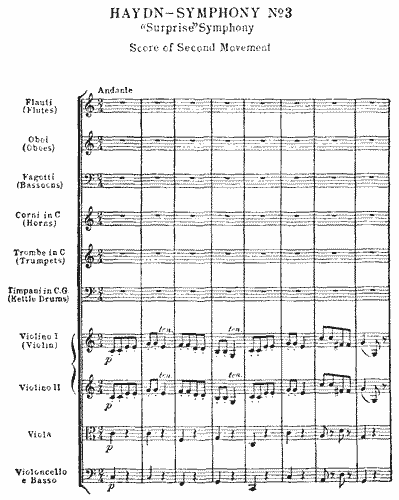 HAYDN-SYMPHONY Nº3
"Surprise" Symphony
Score of Second Movement
Andante
Flauti
(Flutes)
Oboi
(Oboes)
Fagotti
(Bassoons)
Corni in C
(Horns)
Trombe in C
(Trumpets)
Timpani in C.G
(Kettle Drums)
ten. ten.
Violino I
(Violin)
p
ten. ten.
Violino II
p
Viola
p
Violoncello
e Basso
p